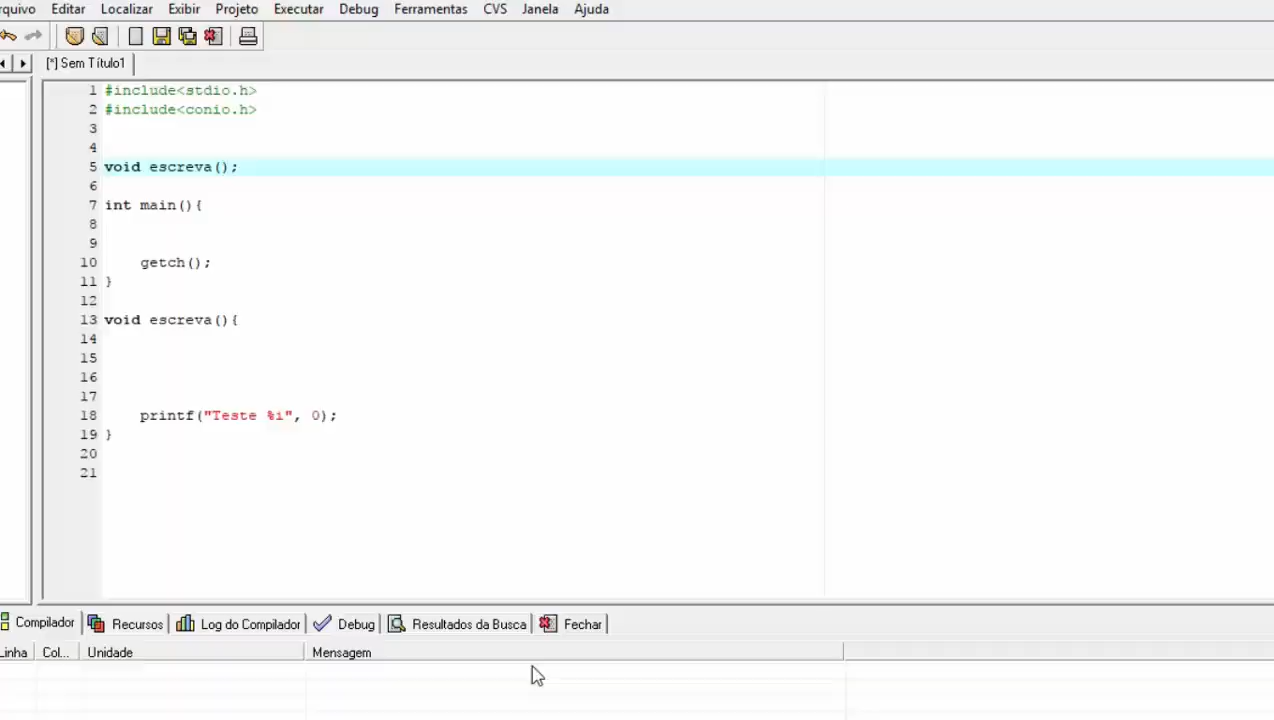 rquivo Editar Localizar Exibir Projeto Executar Debug Ferramentas CVS Janela Ajuda
[*] Sem Título1
1 #include<stdio.h>
2 #include<conio.h>
3
4
5 void escreva();
6
7 int main(){
8
9
10 getch();
11 }
12
13 void escreva(){
14
15
16
17
18 printf("Teste %i", 0);
19 }
20
21
Compilador Recursos Log do Compilador Debug Resultados da Busca Fechar
Linha Col... Unidade Mensagem